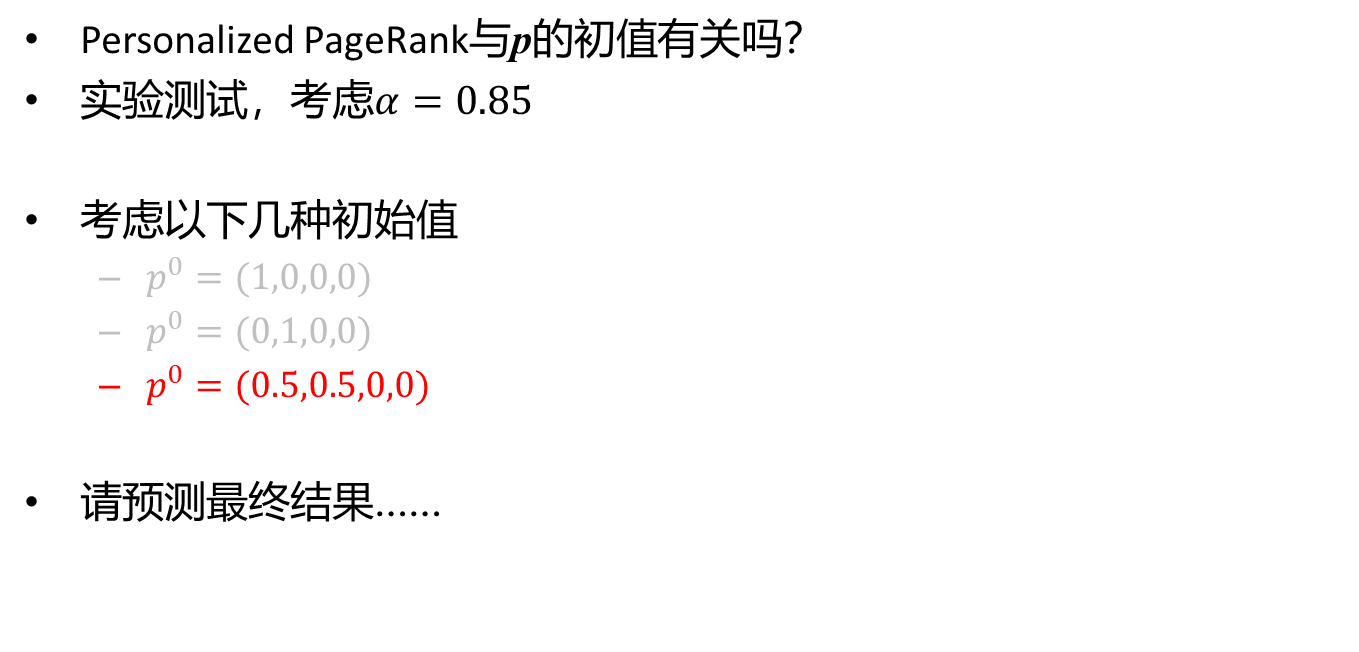 • Personalized PageRank与p的初值有关吗?
• 实验测试，考虑α = 0.85
• 考虑以下几种初始值
– p⁰ = (1,0,0,0)
– p⁰ = (0,1,0,0)
– p⁰ = (0.5,0.5,0,0)
• 请预测最终结果……